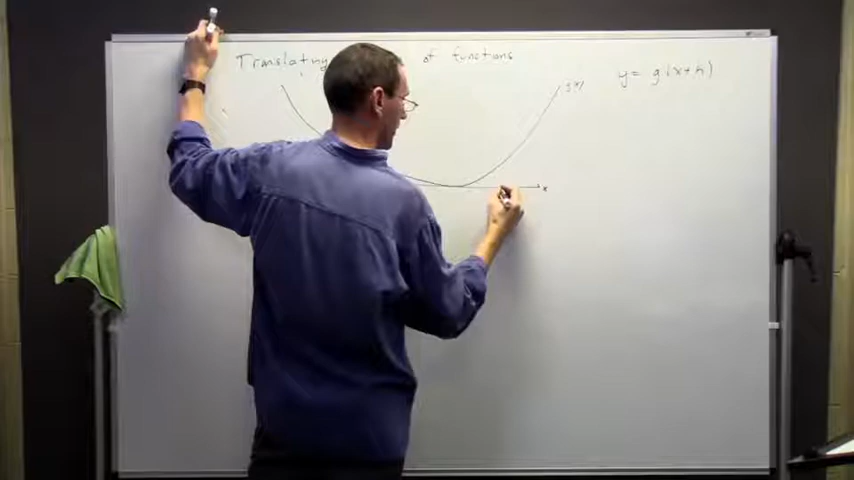 Translating of functions
y= g(x+h)
g(x)
x